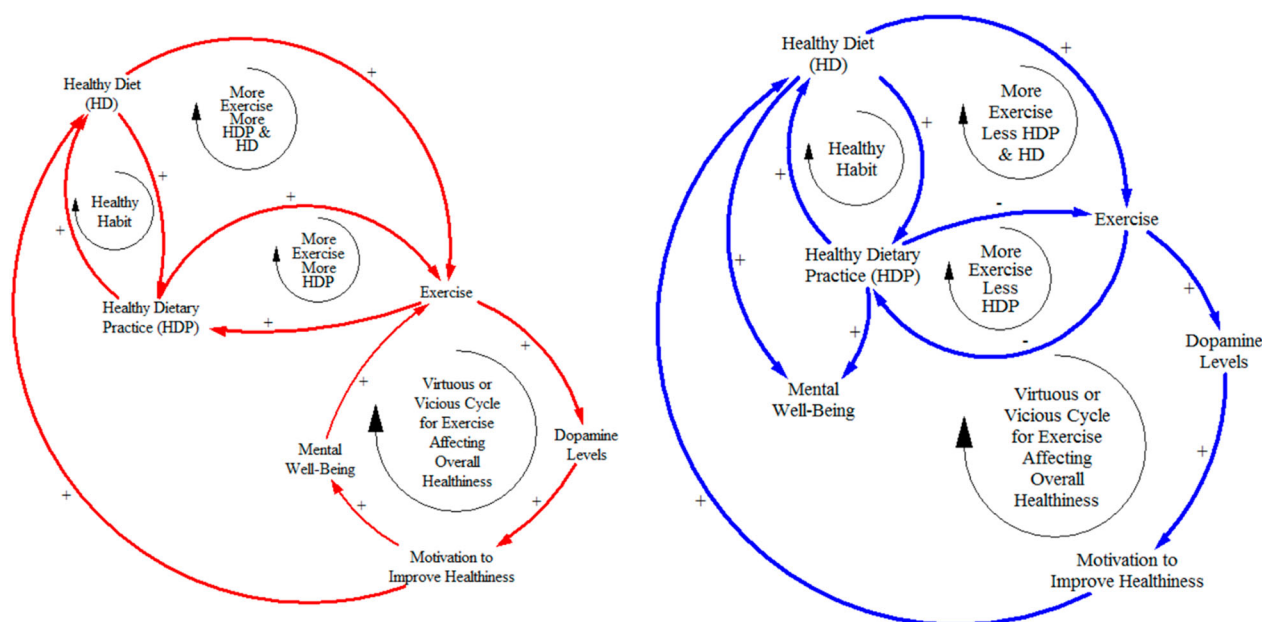 Healthy Diet
(HD)
+
More
Exercise
More
HDP &
HD
+
Healthy
Habit
+
+
More
Exercise
More
HDP
Healthy Dietary
Practice (HDP)
+
Exercise
+
+
Virtuous or
Vicious Cycle
for Exercise
Affecting
Overall
Healthiness
Mental
Well-Being
Dopamine
Levels
+
+
+
Motivation to
Improve Healthiness
Healthy Diet
(HD)
+
More
Exercise
Less HDP
& HD
+
Healthy
Habit
+
-
Exercise
Healthy Dietary
Practice (HDP)
More
Exercise
Less
HDP
+
+
+
-
Dopamine
Levels
Mental
Well-Being
Virtuous or
Vicious Cycle
for Exercise
Affecting
Overall
Healthiness
+
+
Motivation to
Improve Healthiness